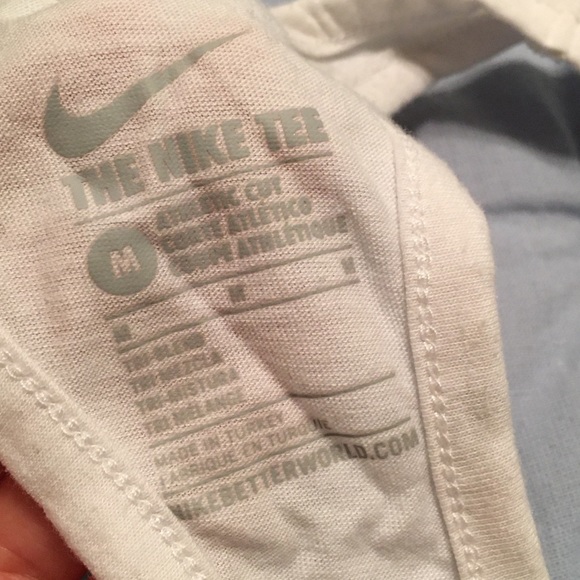 THE NIKE TEE
M
ATHLETIC CUT
CORTE ATLÉTICO
COUPE ATHLÉTIQUE
M M M
TRI-BLEND
TRI-MEZCLA
TRI-MISTURA
TRI MÉLANGE
MADE IN TURKEY
FABRIQUE EN TURQUIE
NIKEBETTERWORLD.COM